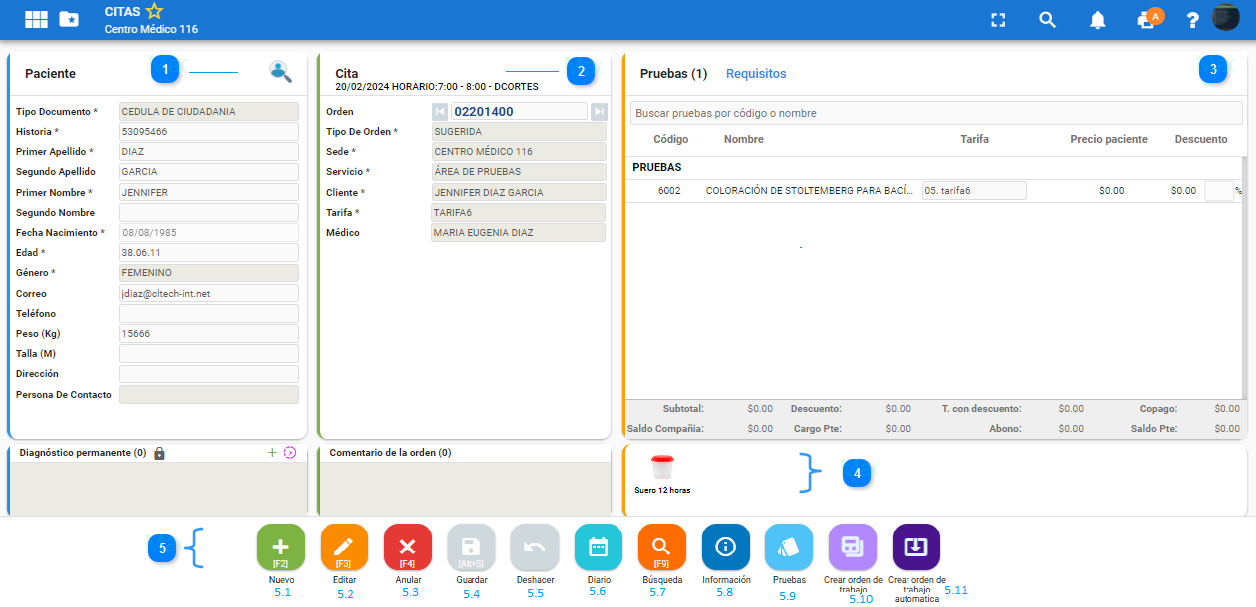 CITAS
Centro Médico 116
A
?
Paciente
1
Tipo Documento * CEDULA DE CIUDADANIA
Historia * 53095466
Primer Apellido * DIAZ
Segundo Apellido GARCIA
Primer Nombre * JENNIFER
Segundo Nombre
Fecha Nacimiento * 08/08/1985
Edad * 38.06.11
Género * FEMENINO
Correo jdiaz@cltech-int.net
Teléfono
Peso (Kg) 15666
Talla (M)
Dirección
Persona De Contacto
Cita
2
20/02/2024 HORARIO:7:00 - 8:00 - DCORTES
Orden 02201400
Tipo De Orden * SUGERIDA
Sede * CENTRO MÉDICO 116
Servicio * ÁREA DE PRUEBAS
Cliente * JENNIFER DIAZ GARCIA
Tarifa * TARIFA6
Médico MARIA EUGENIA DIAZ
Pruebas (1) Requisitos
3
Buscar pruebas por código o nombre
Código Nombre Tarifa Precio paciente Descuento
PRUEBAS
6002 COLORACIÓN DE STOLTEMBERG PARA BACÍ... 05. tarifa6 $0.00 $0.00 %
Subtotal: $0.00 Descuento: $0.00 T. con descuento: $0.00 Copago: $0.00
Saldo Compañia: $0.00 Cargo Pte: $0.00 Abono: $0.00 Saldo Pte: $0.00
Diagnóstico permanente (0)
Comentario de la orden (0)
Suero 12 horas
4
5
[F2] [F3] [F4] [Alt+S] [F9]
Nuevo Editar Anular Guardar Deshacer Diario Búsqueda Información Pruebas Crear orden de trabajo Crear orden de trabajo automatica
5.1 5.2 5.3 5.4 5.5 5.6 5.7 5.8 5.9 5.10 5.11